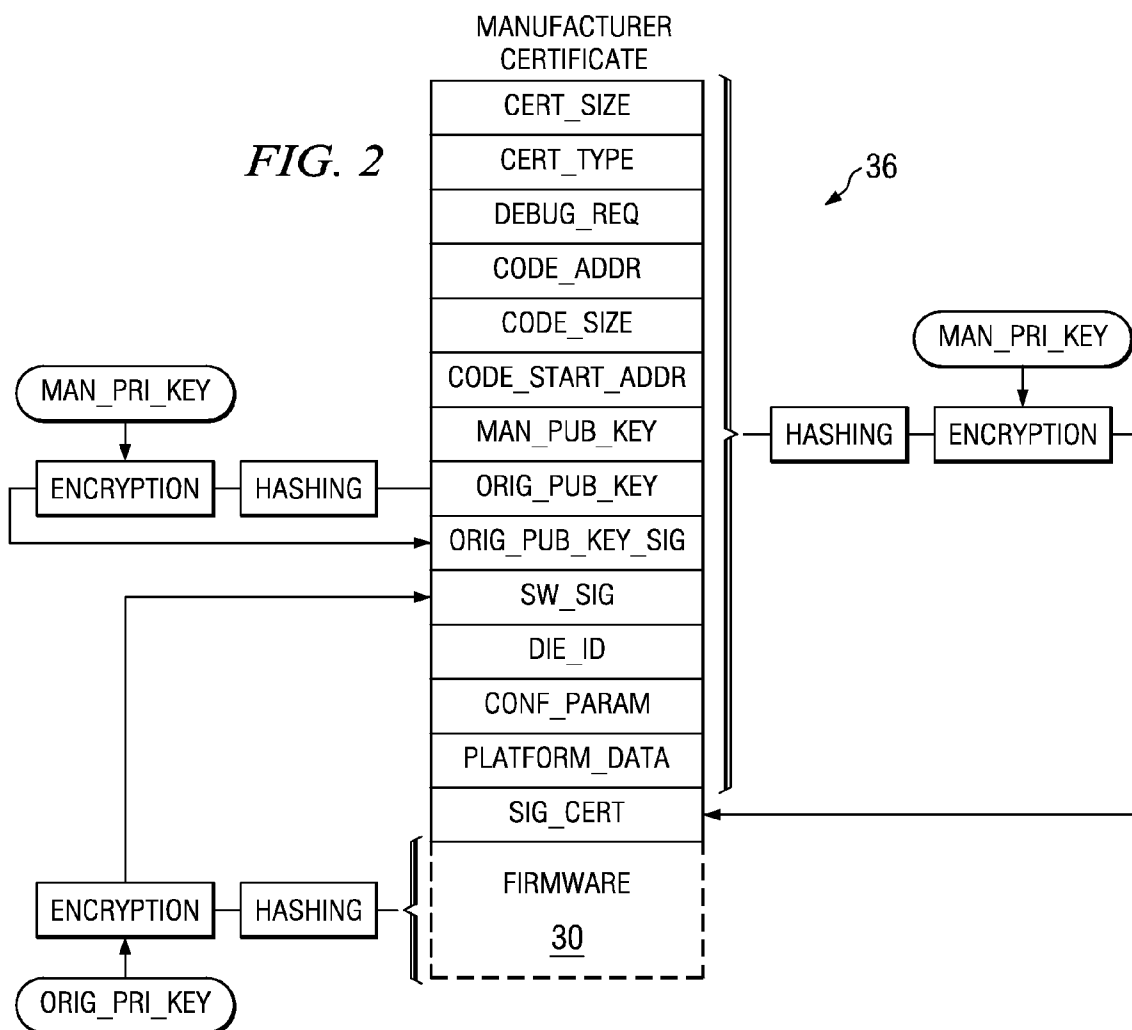 MANUFACTURER
CERTIFICATE
CERT_SIZE
FIG. 2
CERT_TYPE
36
DEBUG_REQ
CODE_ADDR
CODE_SIZE
MAN_PRI_KEY
MAN_PRI_KEY
CODE_START_ADDR
MAN_PUB_KEY
HASHING
ENCRYPTION
ENCRYPTION
HASHING
ORIG_PUB_KEY
ORIG_PUB_KEY_SIG
SW_SIG
DIE_ID
CONF_PARAM
PLATFORM_DATA
SIG_CERT
FIRMWARE
30
ENCRYPTION
HASHING
ORIG_PRI_KEY